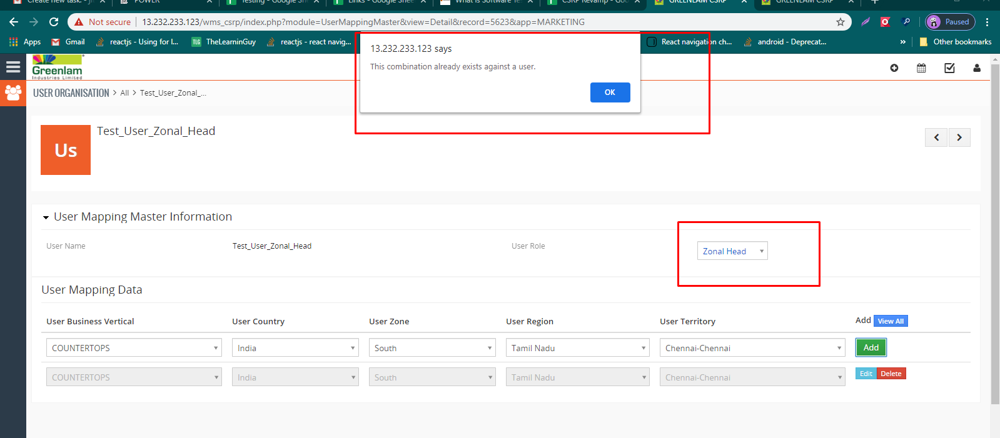 Create new task. - ji
POWER
Testing - Google She
Links - Google Shee
What is Software Te
CSRP Revamp - Goo
GREENLAM CSRP
GREENLAM CSRP
Not secure
13.232.233.123/wms_csrp/index.php?module=UserMappingMaster&view=Detail&record=5623&app=MARKETING
Paused
Apps
Gmail
reactjs - Using for l...
TLG TheLearninGuy
reactjs - react navig...
React navigation ch...
android - Deprecat...
»
Other bookmarks
13.232.233.123 says
This combination already exists against a user.
OK
Greenlam
Industries Limited
USER ORGANISATION > All > Test_User_Zonal_...
Us
Test_User_Zonal_Head
User Mapping Master Information
User Name
Test_User_Zonal_Head
User Role
Zonal Head
User Mapping Data
User Business Vertical
User Country
User Zone
User Region
User Territory
Add View All
COUNTERTOPS
India
South
Tamil Nadu
Chennai-Chennai
Add
COUNTERTOPS
India
South
Tamil Nadu
Chennai-Chennai
Edit Delete